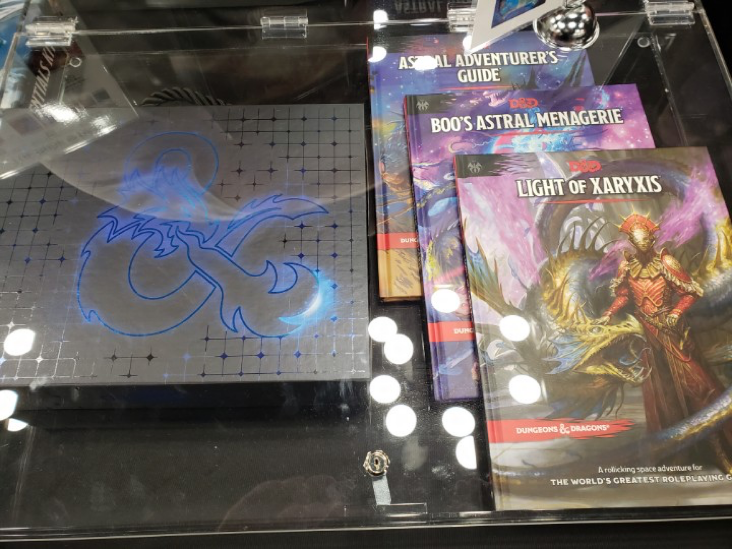 ASTRAL
ASTRAL ADVENTURER'S
GUIDE
D&D
BOO'S ASTRAL MENAGERIE
D&D
LIGHT OF XARYXIS
DUNGEONS & DRAGONS®
A rollicking space adventure for
THE WORLD'S GREATEST ROLEPLAYING G